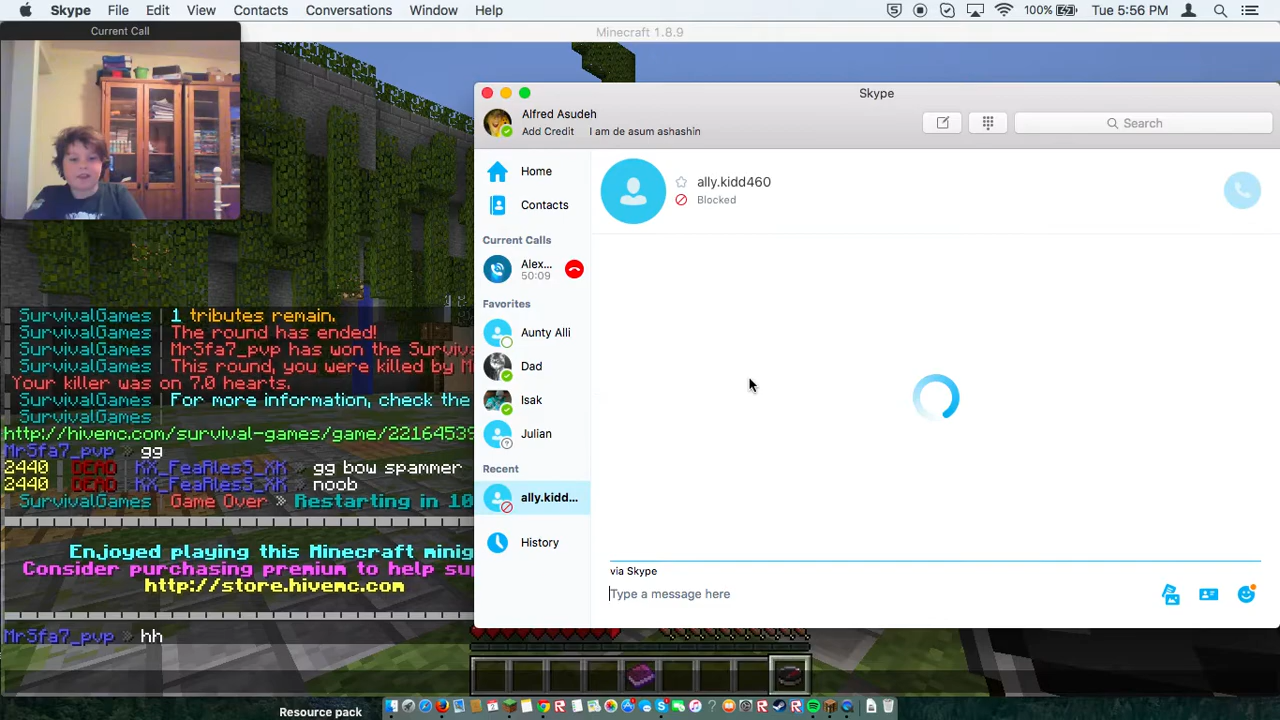 Skype File Edit View Contacts Conversations Window Help 100% Tue 5:56 PM
Current Call
Minecraft 1.8.9
Skype
Alfred Asudeh
Add Credit I am de asum ashashin
Search
Home
Contacts
Current Calls
Alex...
50:09
Favorites
Aunty Alli
Dad
Isak
Julian
Recent
ally.kidd...
History
ally.kidd460
Blocked
via Skype
Type a message here
SurvivalGames | 1 tributes remain.
SurvivalGames | The round has ended!
SurvivalGames | Mr5fa7_pvp has won the Surviva
SurvivalGames | This round, you were killed by M
Your killer was on 7.0 hearts.
SurvivalGames | For more information, check the
SurvivalGames |
http://hivemc.com/survival-games/game/22164539
Mr5fa7_pvp » gg
2440 | DEAD | KX_FeaRlesS_XK » gg bow spammer
2440 | DEAD | KX_FeaRlesS_XK » noob
SurvivalGames | Game Over » Restarting in 10
Enjoyed playing this Minecraft minig
Consider purchasing premium to help sup
http://store.hivemc.com
Mr5fa7_pvp » hh
Resource pack